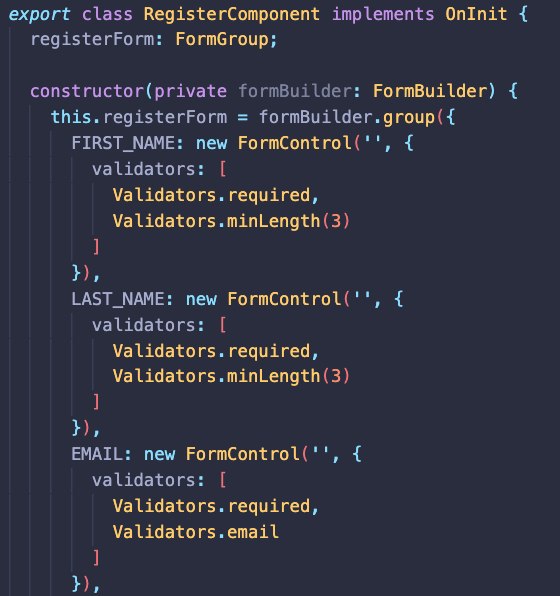 export class RegisterComponent implements OnInit {
registerForm: FormGroup;
constructor(private formBuilder: FormBuilder) {
this.registerForm = formBuilder.group({
FIRST_NAME: new FormControl('', {
validators: [
Validators.required,
Validators.minLength(3)
]
}),
LAST_NAME: new FormControl('', {
validators: [
Validators.required,
Validators.minLength(3)
]
}),
EMAIL: new FormControl('', {
validators: [
Validators.required,
Validators.email
]
}),